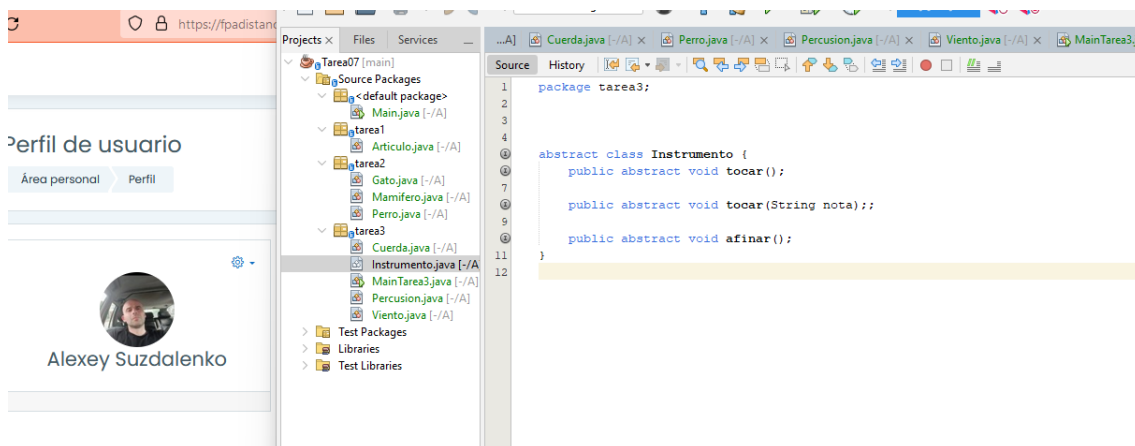 https://fpadistanc
Perfil de usuario
Área personal
Perfil
Alexey Suzdalenko
Projects
Files
Services
Tarea07 [main]
Source Packages
<default package>
Main.java [-/A]
tarea1
Articulo.java [-/A]
tarea2
Gato.java [-/A]
Mamifero.java [-/A]
Perro.java [-/A]
tarea3
Cuerda.java [-/A]
Instrumento.java [-/A
MainTarea3.java [-/A]
Percusion.java [-/A]
Viento.java [-/A]
Test Packages
Libraries
Test Libraries
...A] Cuerda.java [-/A] Perro.java [-/A] Percusion.java [-/A] Viento.java [-/A] MainTarea3.
Source History
1 package tarea3;
2
3
4
abstract class Instrumento {
public abstract void tocar();
7
public abstract void tocar(String nota);;
9
public abstract void afinar();
11 }
12